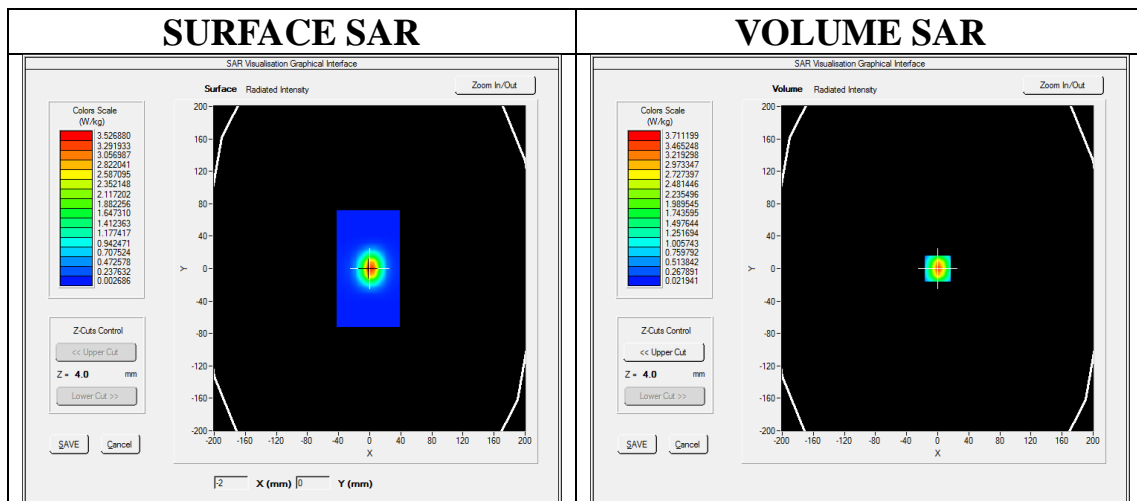 SURFACE SAR
SAR Visualisation Graphical Interface
Surface Radiated Intensity
Zoom In/Out
Colors Scale
(W/kg)
3.526880
3.291933
3.056987
2.822041
2.587095
2.352148
2.117202
1.882256
1.647310
1.412363
1.177417
0.942471
0.707524
0.472578
0.237632
0.002686
Z-Cuts Control
<< Upper Cut
Z = 4.0 mm
Lower Cut >>
SAVE Cancel
200
160
120
80
40
0
-40
-80
-120
-160
-200
Y
-200 -160 -120 -80 -40 0 40 80 120 160 200
X
-2 X (mm) 0 Y (mm)
VOLUME SAR
SAR Visualisation Graphical Interface
Volume Radiated Intensity
Zoom In/Out
Colors Scale
(W/kg)
3.711199
3.465248
3.219298
2.973347
2.727397
2.481446
2.235496
1.989545
1.743595
1.497644
1.251694
1.005743
0.759792
0.513842
0.267891
0.021941
Z-Cuts Control
<< Upper Cut
Z = 4.0 mm
Lower Cut >>
SAVE Cancel
200
160
120
80
40
0
-40
-80
-120
-160
-200
Y
-200 -160 -120 -80 -40 0 40 80 120 160 200
X